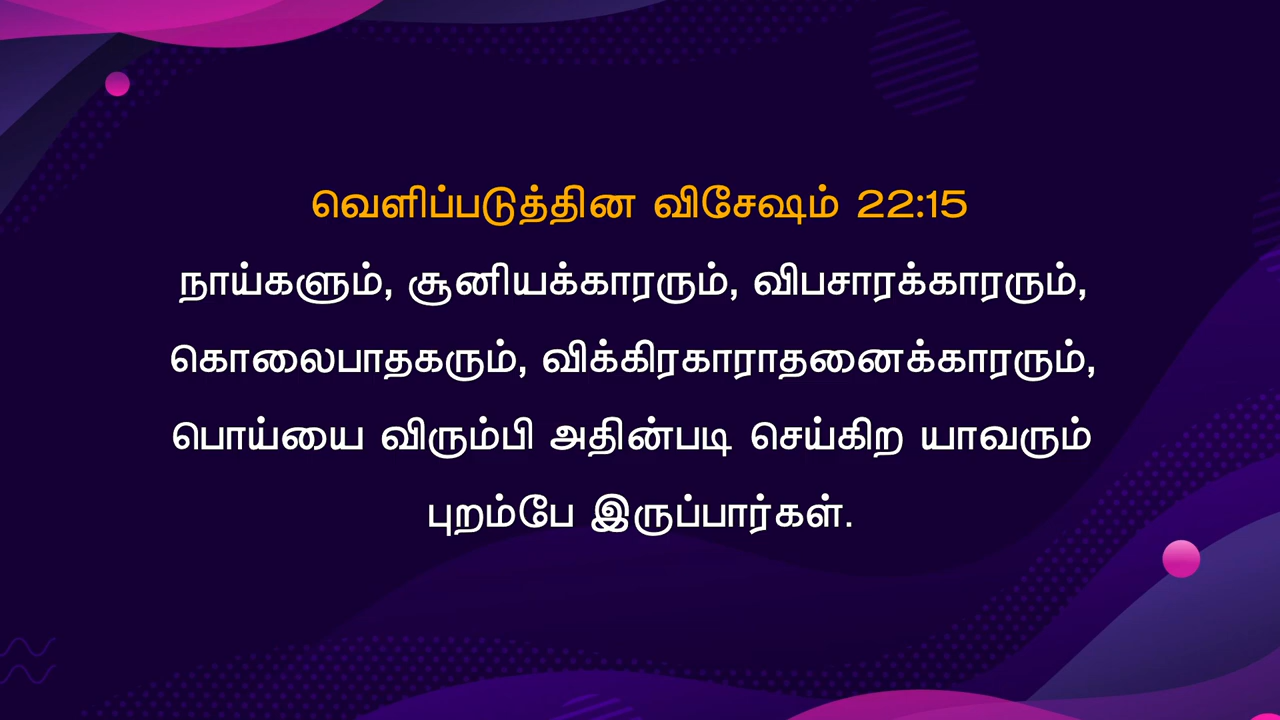 வெளிப்படுத்தின விசேஷம் 22:15
நாய்களும், சூனியக்காரரும், விபசாரக்காரரும்,
கொலைபாதகரும், விக்கிரகாராதனைக்காரரும்,
பொய்யை விரும்பி அதின்படி செய்கிற யாவரும்
புறம்பே இருப்பார்கள்.